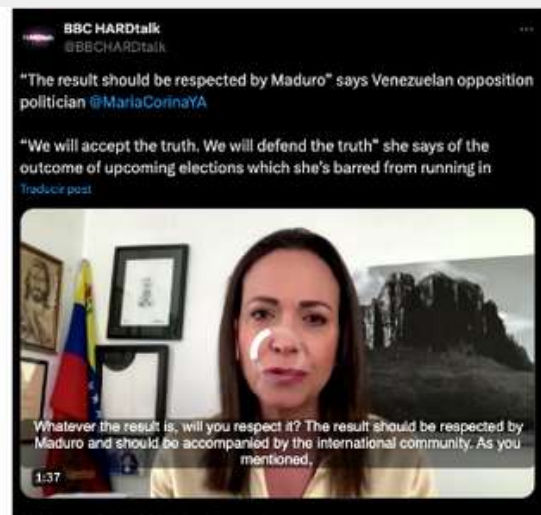 BBC HARDtalk
@BBCHARDtalk
“The result should be respected by Maduro” says Venezuelan opposition
politician @MariaCorinaYA
“We will accept the truth. We will defend the truth” she says of the
outcome of upcoming elections which she's barred from running in
Traducir post
Whatever the result is, will you respect it? The result should be respected by
Maduro and should be accompanied by the international community. As you
mentioned,
1:37